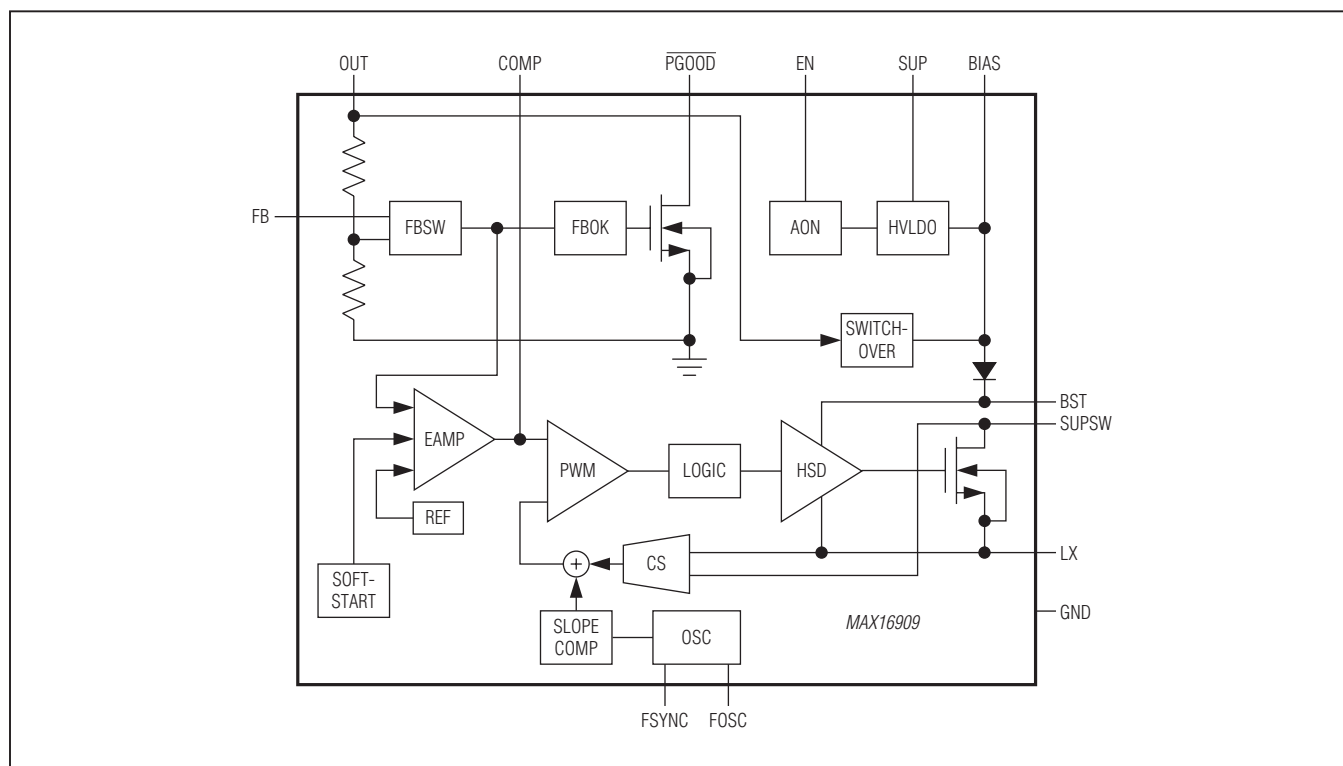 OUT
COMP
PGOOD
EN
SUP
BIAS
FB
FBSW
FBOK
AON
HVLDO
SWITCH-
OVER
BST
SUPSW
EAMP
PWM
LOGIC
HSD
REF
CS
LX
+
SOFT-
START
SLOPE
COMP
OSC
MAX16909
GND
FSYNC
FOSC